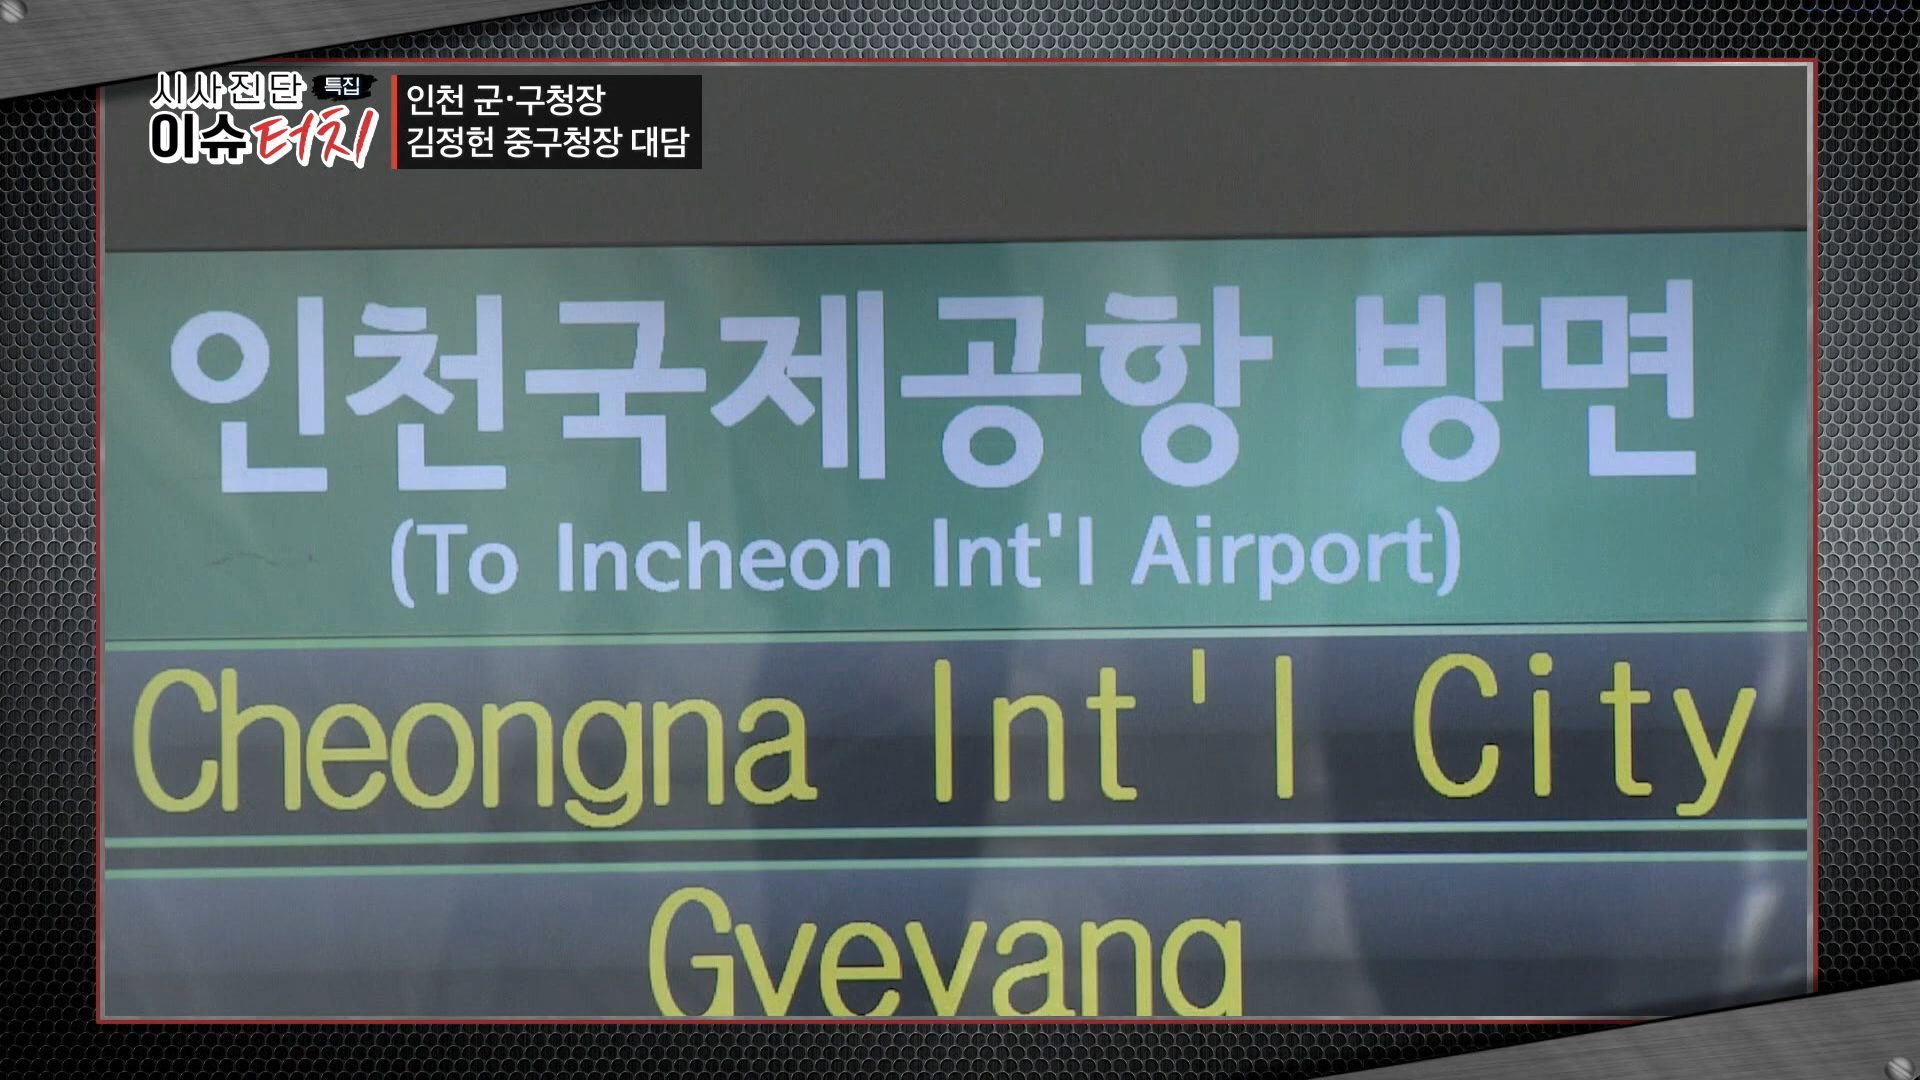 시사진단 특집
이슈터치
인천 군·구청장
김정헌 중구청장 대담
인천국제공항 방면
(To Incheon Int'l Airport)
Cheongna Int'l City
Gyeyang